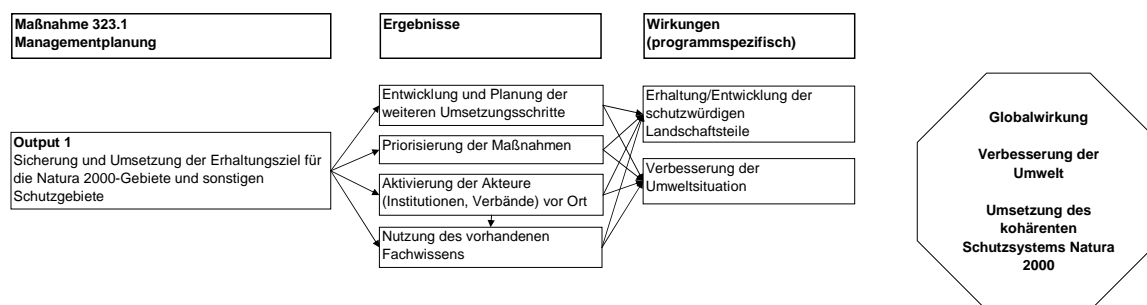 Maßnahme 323.1
Managementplanung
Ergebnisse
Wirkungen
(programmspezifisch)
Output 1
Sicherung und Umsetzung der Erhaltungsziel für
die Natura 2000-Gebiete und sonstigen
Schutzgebiete
Entwicklung und Planung der
weiteren Umsetzungsschritte
Priorisierung der Maßnahmen
Aktivierung der Akteure
(Institutionen, Verbände) vor Ort
Nutzung des vorhandenen
Fachwissens
Erhaltung/Entwicklung der
schutzwürdigen
Landschaftsteile
Verbesserung der
Umweltsituation
Globalwirkung
Verbesserung der
Umwelt
Umsetzung des
kohärenten
Schutzsystems Natura
2000